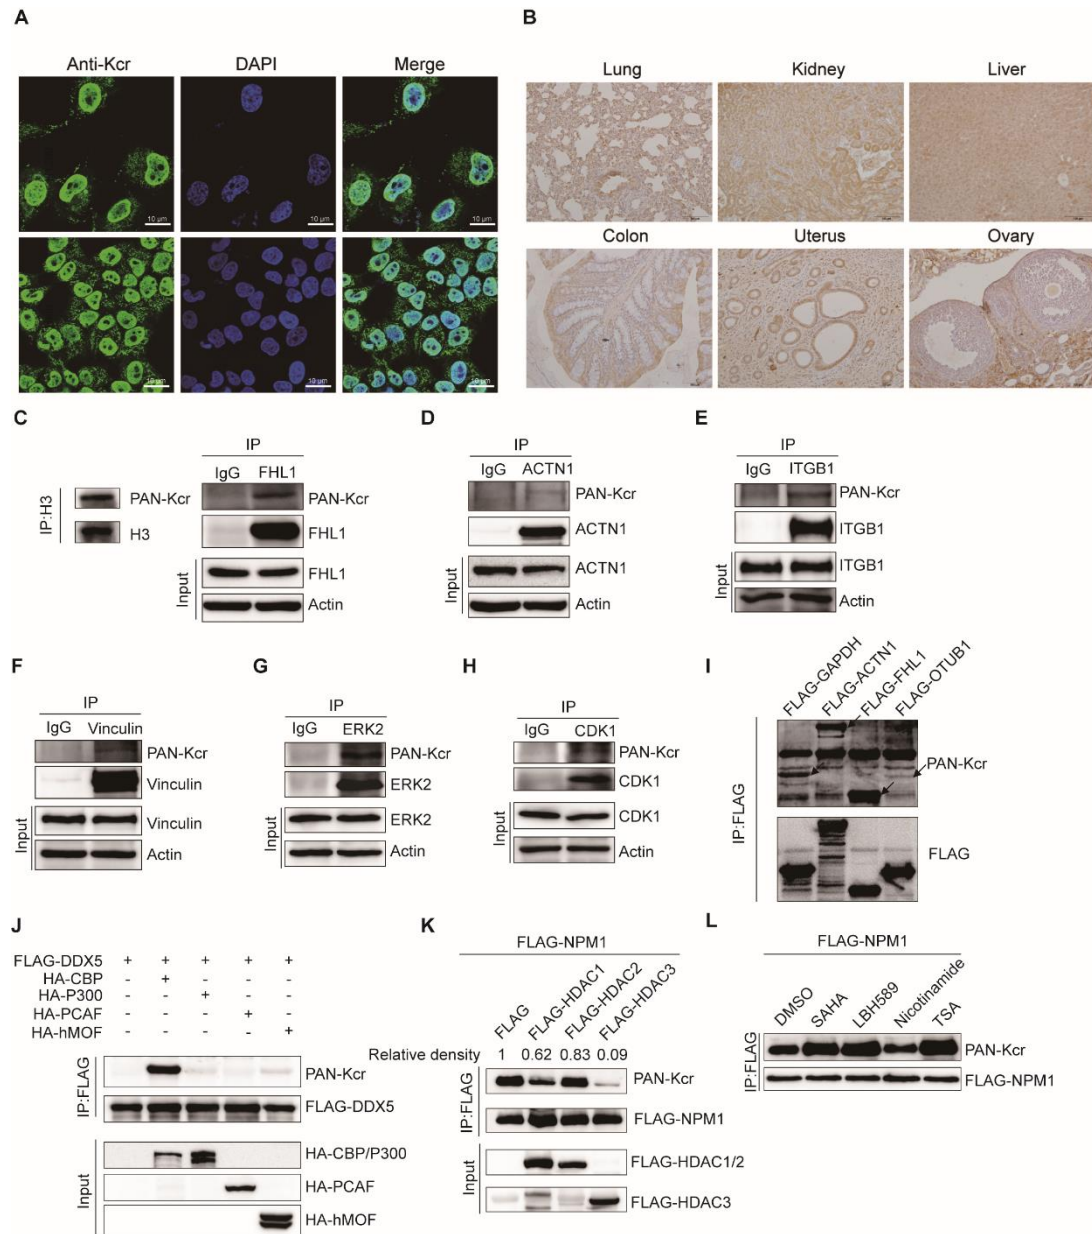 A
B
Anti-Kcr DAPI Merge
Lung Kidney Liver
10 µm 10 µm 10 µm
Colon Uterus Ovary
10 µm 10 µm 10 µm
C
D
E
IP
IgG FHL1
IP:H3
PAN-Kcr
H3
PAN-Kcr
FHL1
Input
FHL1
Actin
IP
IgG ACTN1
PAN-Kcr
ACTN1
Input
ACTN1
Actin
IP
IgG ITGB1
PAN-Kcr
ITGB1
Input
ITGB1
Actin
F
G
H
I
IP
IgG Vinculin
PAN-Kcr
Vinculin
Input
Vinculin
Actin
IP
IgG ERK2
PAN-Kcr
ERK2
Input
ERK2
Actin
IP
IgG CDK1
PAN-Kcr
CDK1
Input
CDK1
Actin
FLAG-GAPDH
FLAG-ACTN1
FLAG-FHL1
FLAG-OTUB1
IP:FLAG
PAN-Kcr
FLAG
J
K
L
FLAG-DDX5 + + + + +
HA-CBP - + - - -
HA-P300 - - + - -
HA-PCAF - - - + -
HA-hMOF - - - - +
IP:FLAG
PAN-Kcr
FLAG-DDX5
Input
HA-CBP/P300
HA-PCAF
HA-hMOF
FLAG-NPM1
FLAG
FLAG-HDAC1
FLAG-HDAC2
FLAG-HDAC3
Relative density 1 0.62 0.83 0.09
IP:FLAG
PAN-Kcr
FLAG-NPM1
Input
FLAG-HDAC1/2
FLAG-HDAC3
FLAG-NPM1
DMSO
SAHA
LBH589
Nicotinamide
TSA
IP:FLAG
PAN-Kcr
FLAG-NPM1